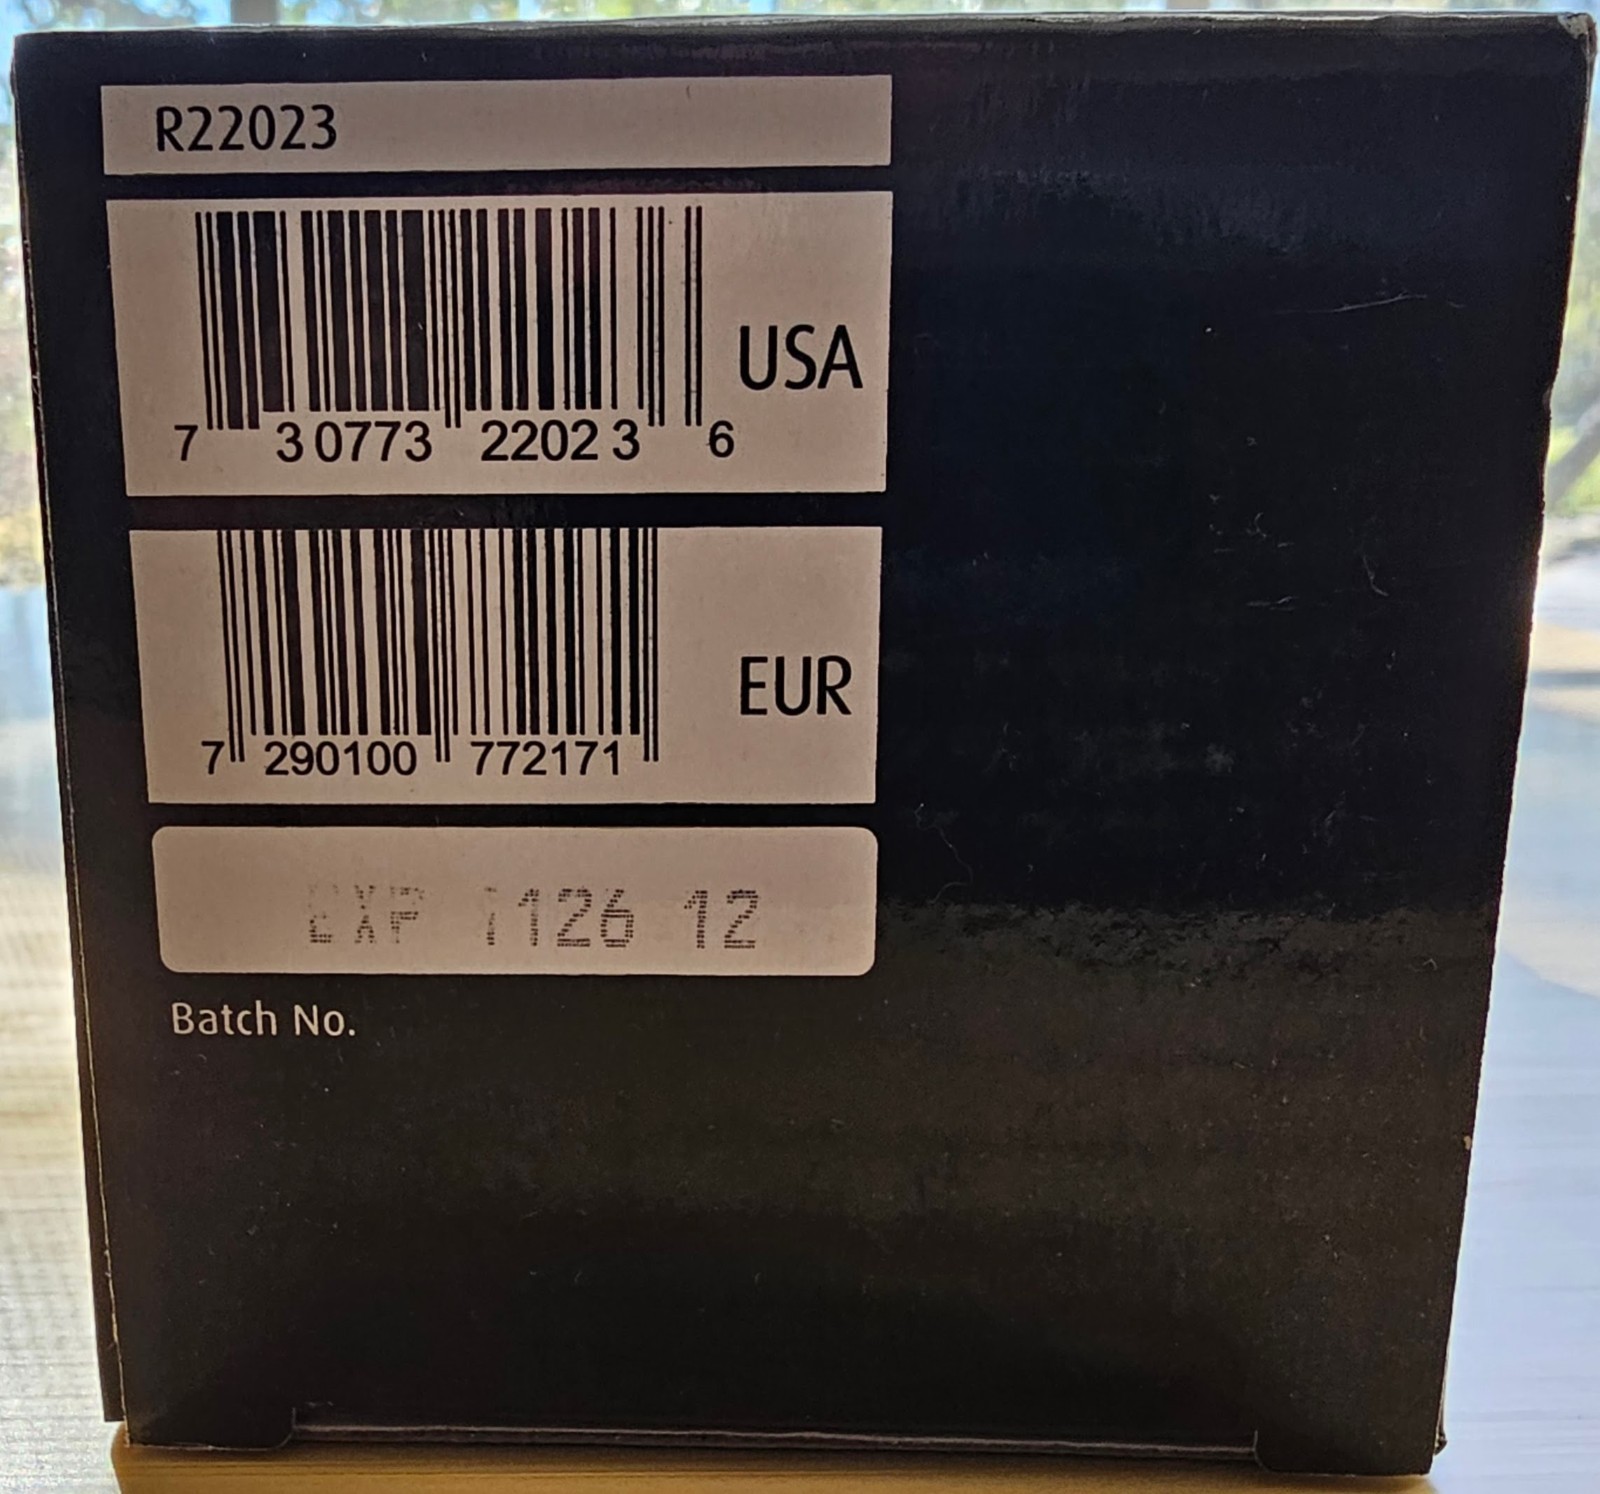 R22023
USA
7 30773 22023 6
EUR
7 290100 772171
EXP 1126 12
Batch No.